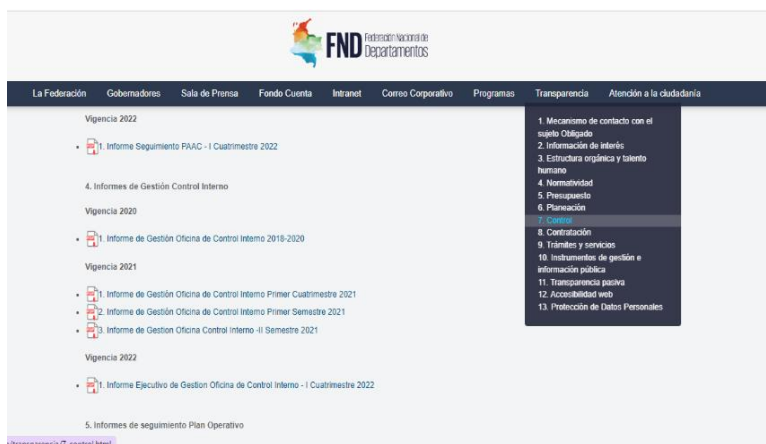 FND Federación Nacional de
Departamentos
La Federación Gobernadores Sala de Prensa Fondo Cuenta Intranet Correo Corporativo Programas Transparencia Atención a la ciudadanía
Vigencia 2022
1. Informe Seguimiento PAAC - I Cuatrimestre 2022
4. Informes de Gestión Control Interno
Vigencia 2020
1. Informe de Gestión Oficina de Control Interno 2018-2020
Vigencia 2021
1. Informe de Gestión Oficina de Control Interno Primer Cuatrimestre 2021
2. Informe de Gestión Oficina de Control Interno Primer Semestre 2021
3. Informe de Gestion Oficina Control Interno -II Semestre 2021
Vigencia 2022
1. Informe Ejecutivo de Gestion Oficina de Control Interno - I Cuatrimestre 2022
5. Informes de seguimiento Plan Operativo
1. Mecanismo de contacto con el
sujeto Obligado
2. Información de interés
3. Estructura orgánica y talento
humano
4. Normatividad
5. Presupuesto
6. Planeación
7. Control
8. Contratación
9. Trámites y servicios
10. Instrumentos de gestión e
información pública
11. Transparencia pasiva
12. Accesibilidad
web
13. Protección de Datos Personales